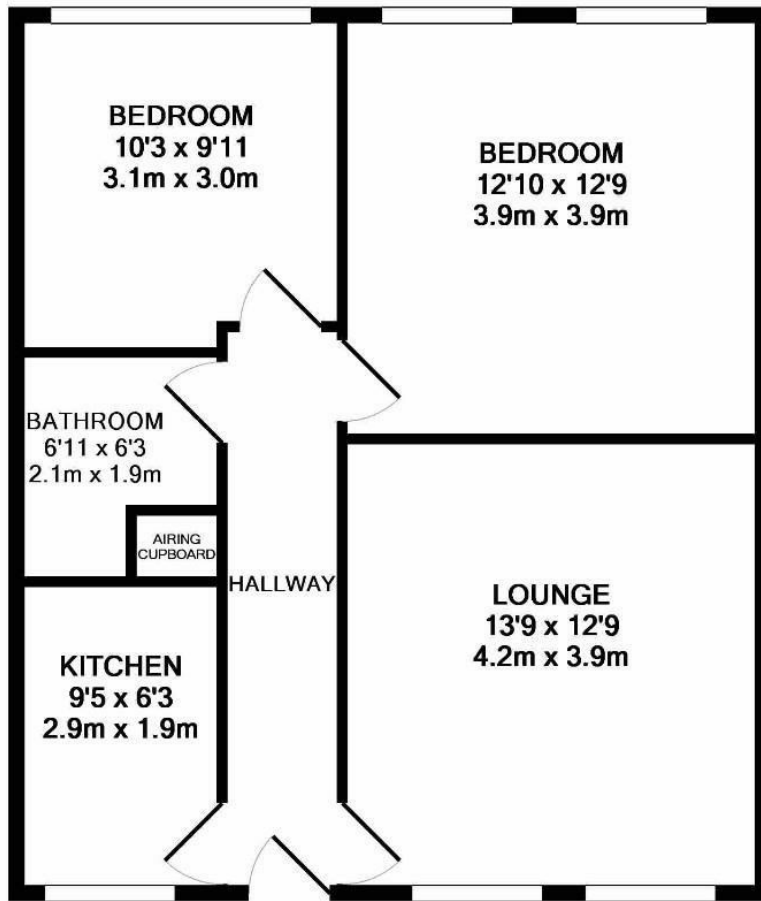 BEDROOM
10'3 x 9'11
3.1m x 3.0m
BEDROOM
12'10 x 12'9
3.9m x 3.9m
BATHROOM
6'11 x 6'3
2.1m x 1.9m
AIRING
CUPBOARD
HALLWAY
LOUNGE
13'9 x 12'9
4.2m x 3.9m
KITCHEN
9'5 x 6'3
2.9m x 1.9m